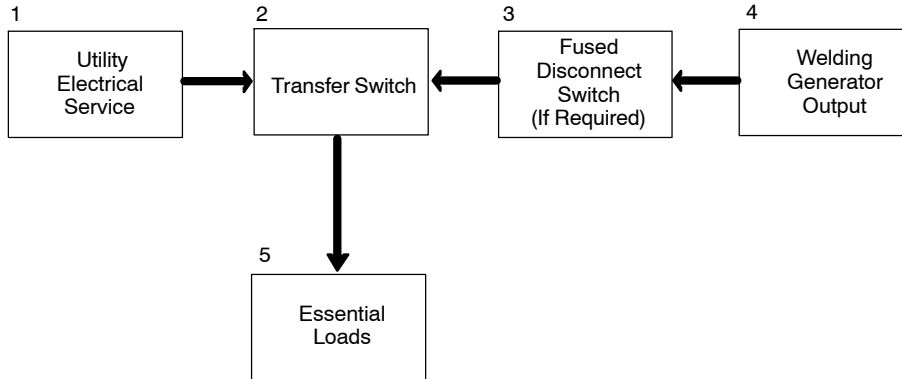 1
Utility
Electrical
Service
2
Transfer Switch
3
Fused
Disconnect
Switch
(If Required)
4
Welding
Generator
Output
5
Essential
Loads